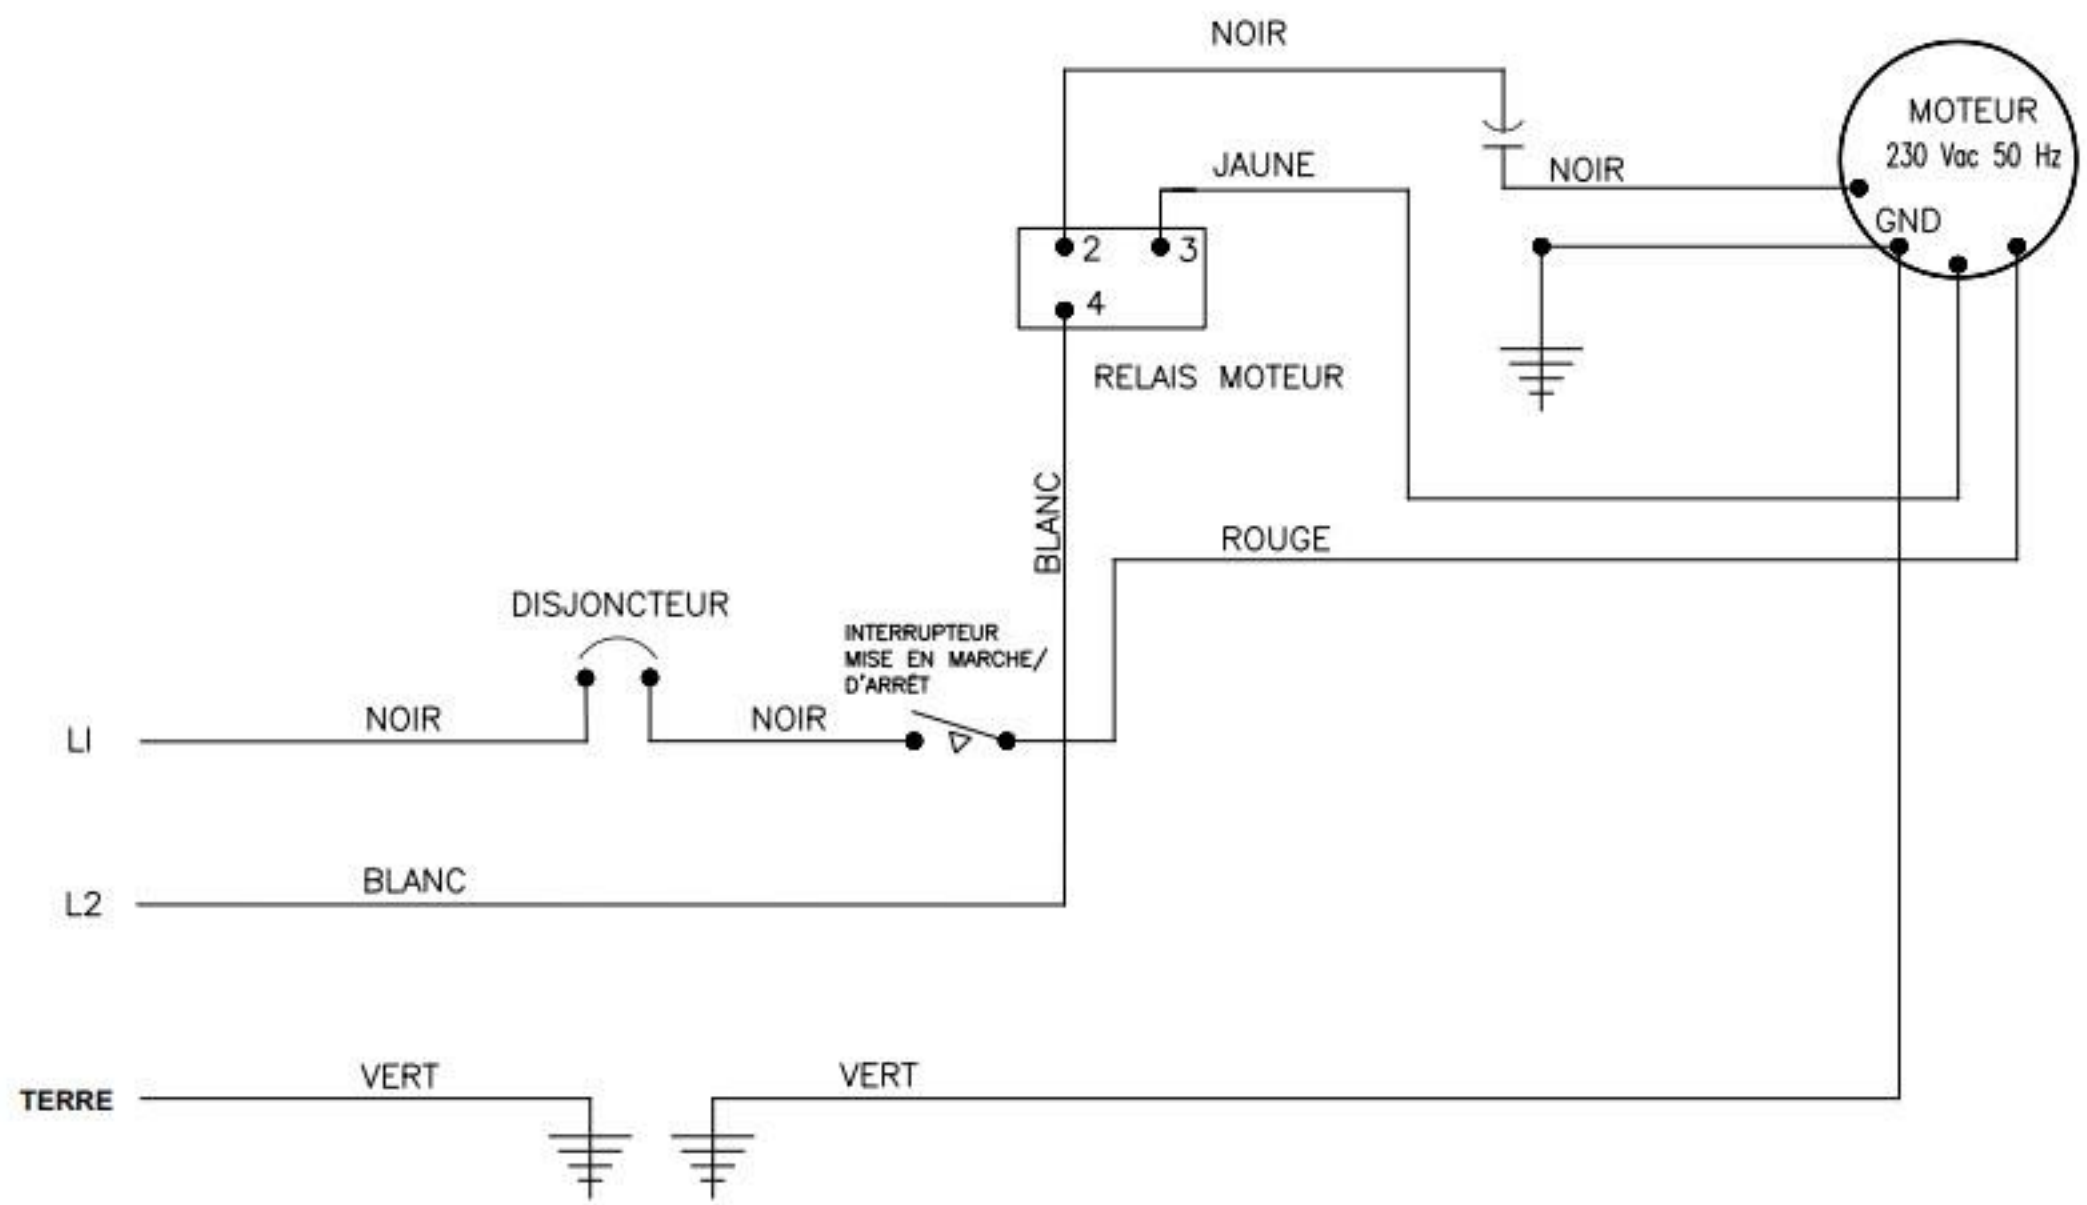 NOIR
MOTEUR
230 Vac 50 Hz
JAUNE
NOIR
GND
2
3
4
RELAIS MOTEUR
BLANC
ROUGE
DISJONCTEUR
INTERRUPTEUR
MISE EN MARCHE/
D'ARRÊT
L1
NOIR
NOIR
L2
BLANC
TERRE
VERT
VERT